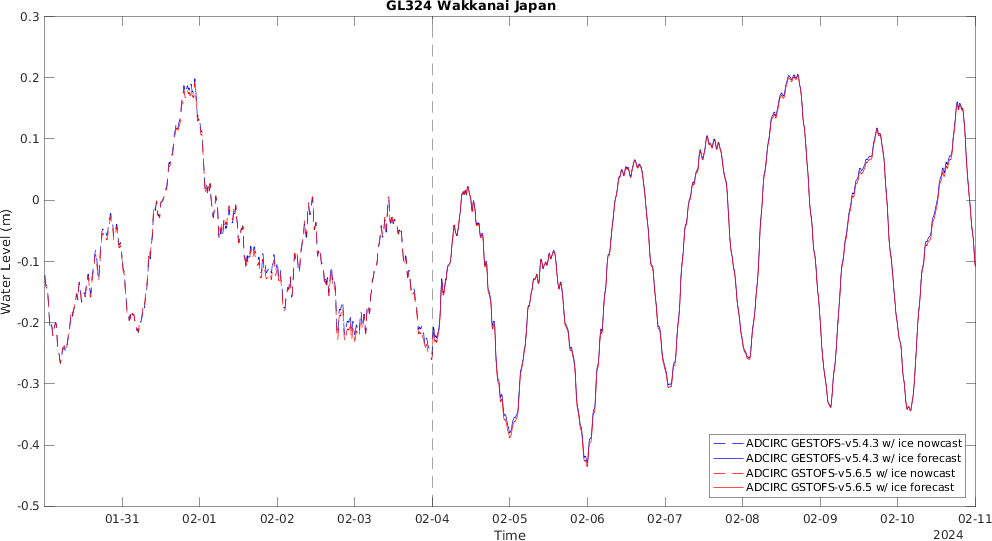 GL324 Wakkanai Japan
0.3
0.2
0.1
0
-0.1
-0.2
-0.3
-0.4
-0.5
Water Level (m)
ADCIRC GESTOFS-v5.4.3 w/ ice nowcast
ADCIRC GESTOFS-v5.4.3 w/ ice forecast
ADCIRC GSTOFS-v5.6.5 w/ ice nowcast
ADCIRC GSTOFS-v5.6.5 w/ ice forecast
01-31 02-01 02-02 02-03 02-04 02-05 02-06 02-07 02-08 02-09 02-10 02-11
Time
2024